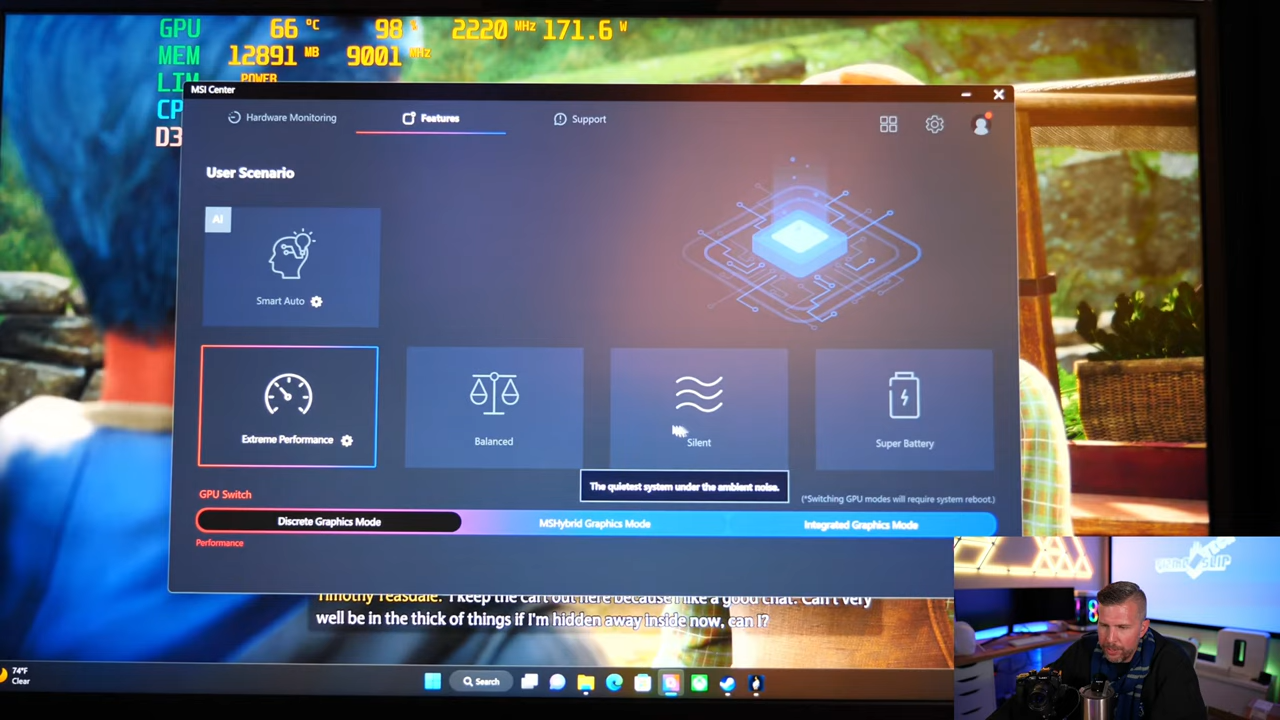 GPU 66 °C 98 % 2220 MHz 171.6 W
MEM 12891 MB 9001 MHz
LIM POWER
CP
D3
MSI Center
Hardware Monitoring Features Support
User Scenario
AI
Smart Auto
Extreme Performance Balanced Silent Super Battery
The quietest system under the ambient noise.
GPU Switch
(*Switching GPU modes will require system reboot.)
Discrete Graphics Mode MSHybrid Graphics Mode Integrated Graphics Mode
Performance
Timothy Teasdale: I keep the cart out here because I like a good chat. Can't very
well be in the thick of things if I'm hidden away inside now, can I?
74°F
Clear
Search